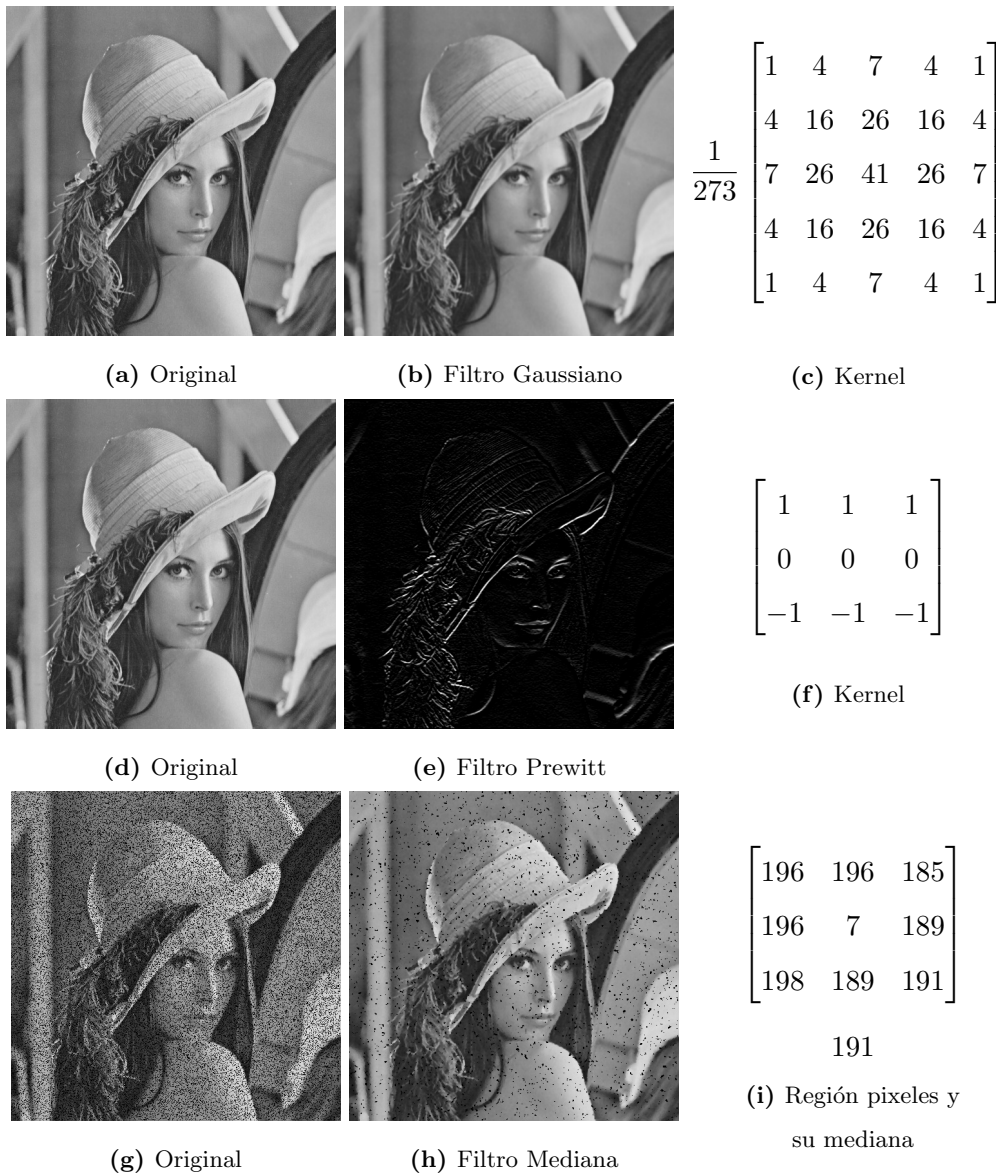 1 4 7 4 1
4 16 26 16 4
1
273
7 26 41 26 7
4 16 26 16 4
1 4 7 4 1
(a) Original
(b) Filtro Gaussiano
(c) Kernel
1 1 1
0 0 0
−1 −1 −1
(d) Original
(e) Filtro Prewitt
(f) Kernel
196 196 185
196 7 189
198 189 191
191
(g) Original
(h) Filtro Mediana
(i) Región pixeles y
su mediana